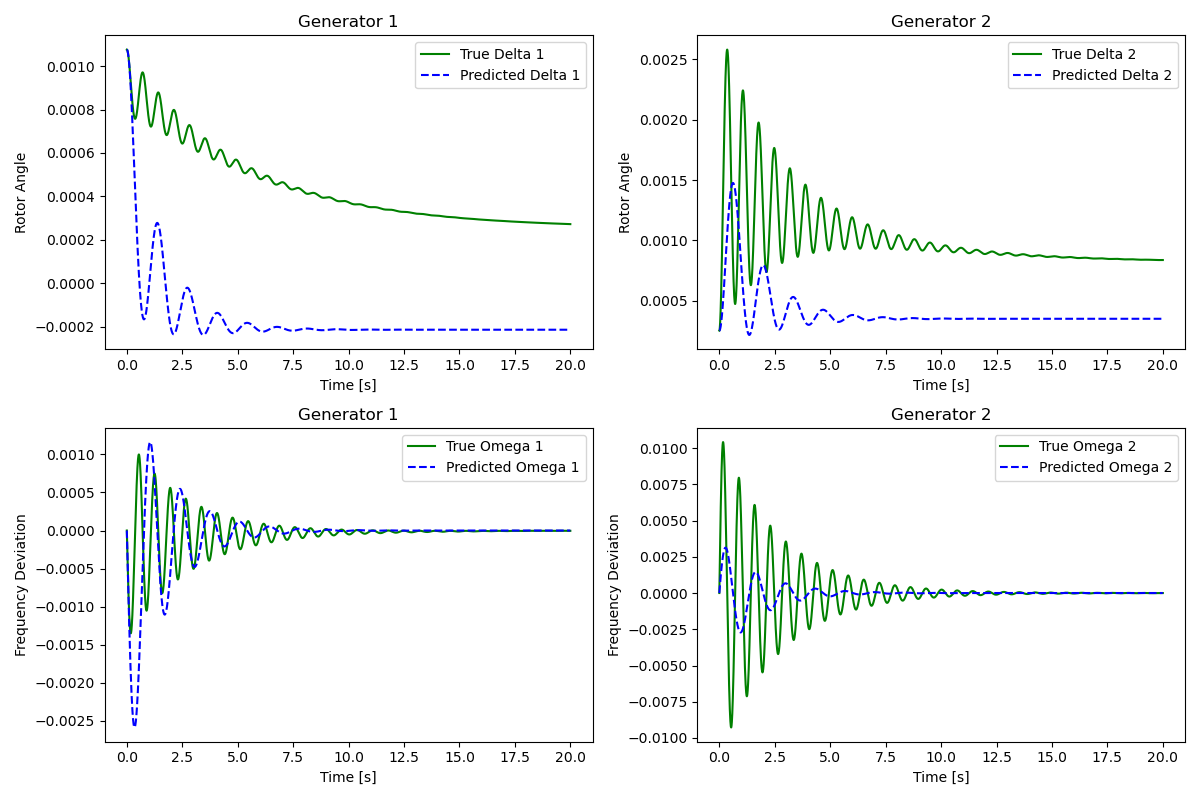 Generator 1
True Delta 1
Predicted Delta 1
0.0010
0.0008
0.0006
0.0004
0.0002
0.0000
−0.0002
Rotor Angle
0.0 2.5 5.0 7.5 10.0 12.5 15.0 17.5 20.0
Time [s]
Generator 2
True Delta 2
Predicted Delta 2
0.0025
0.0020
0.0015
0.0010
0.0005
Rotor Angle
0.0 2.5 5.0 7.5 10.0 12.5 15.0 17.5 20.0
Time [s]
Generator 1
True Omega 1
Predicted Omega 1
0.0010
0.0005
0.0000
−0.0005
−0.0010
−0.0015
−0.0020
−0.0025
Frequency Deviation
0.0 2.5 5.0 7.5 10.0 12.5 15.0 17.5 20.0
Time [s]
Generator 2
True Omega 2
Predicted Omega 2
0.0100
0.0075
0.0050
0.0025
0.0000
−0.0025
−0.0050
−0.0075
−0.0100
Frequency Deviation
0.0 2.5 5.0 7.5 10.0 12.5 15.0 17.5 20.0
Time [s]